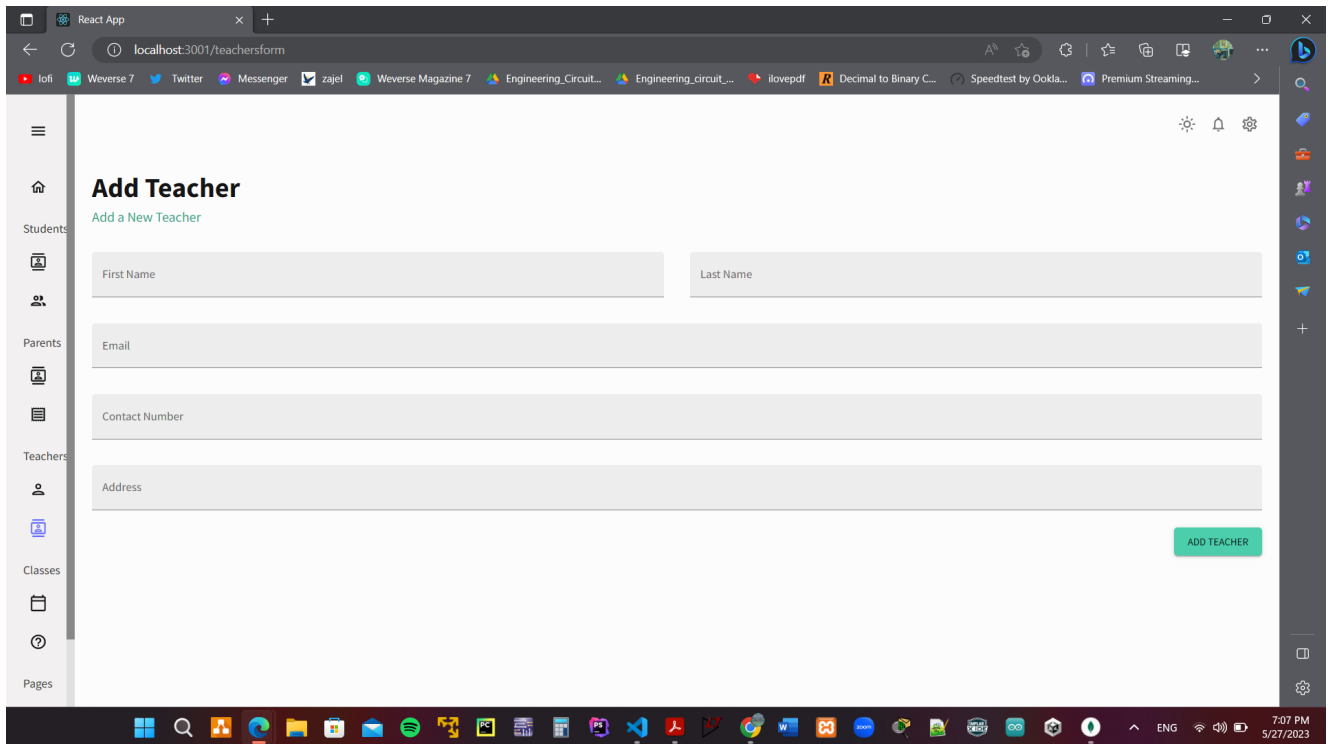 React App
localhost:3001/teachersform
lofi Weverse 7 Twitter Messenger zajel Weverse Magazine 7 Engineering_Circuit... Engineering_circuit_... ilovepdf Decimal to Binary C... Speedtest by Ookla... Premium Streaming...
Add Teacher
Add a New Teacher
Students
First Name Last Name
Parents
Email
Contact Number
Teachers
Address
ADD TEACHER
Classes
Pages
ENG
7:07 PM
5/27/2023